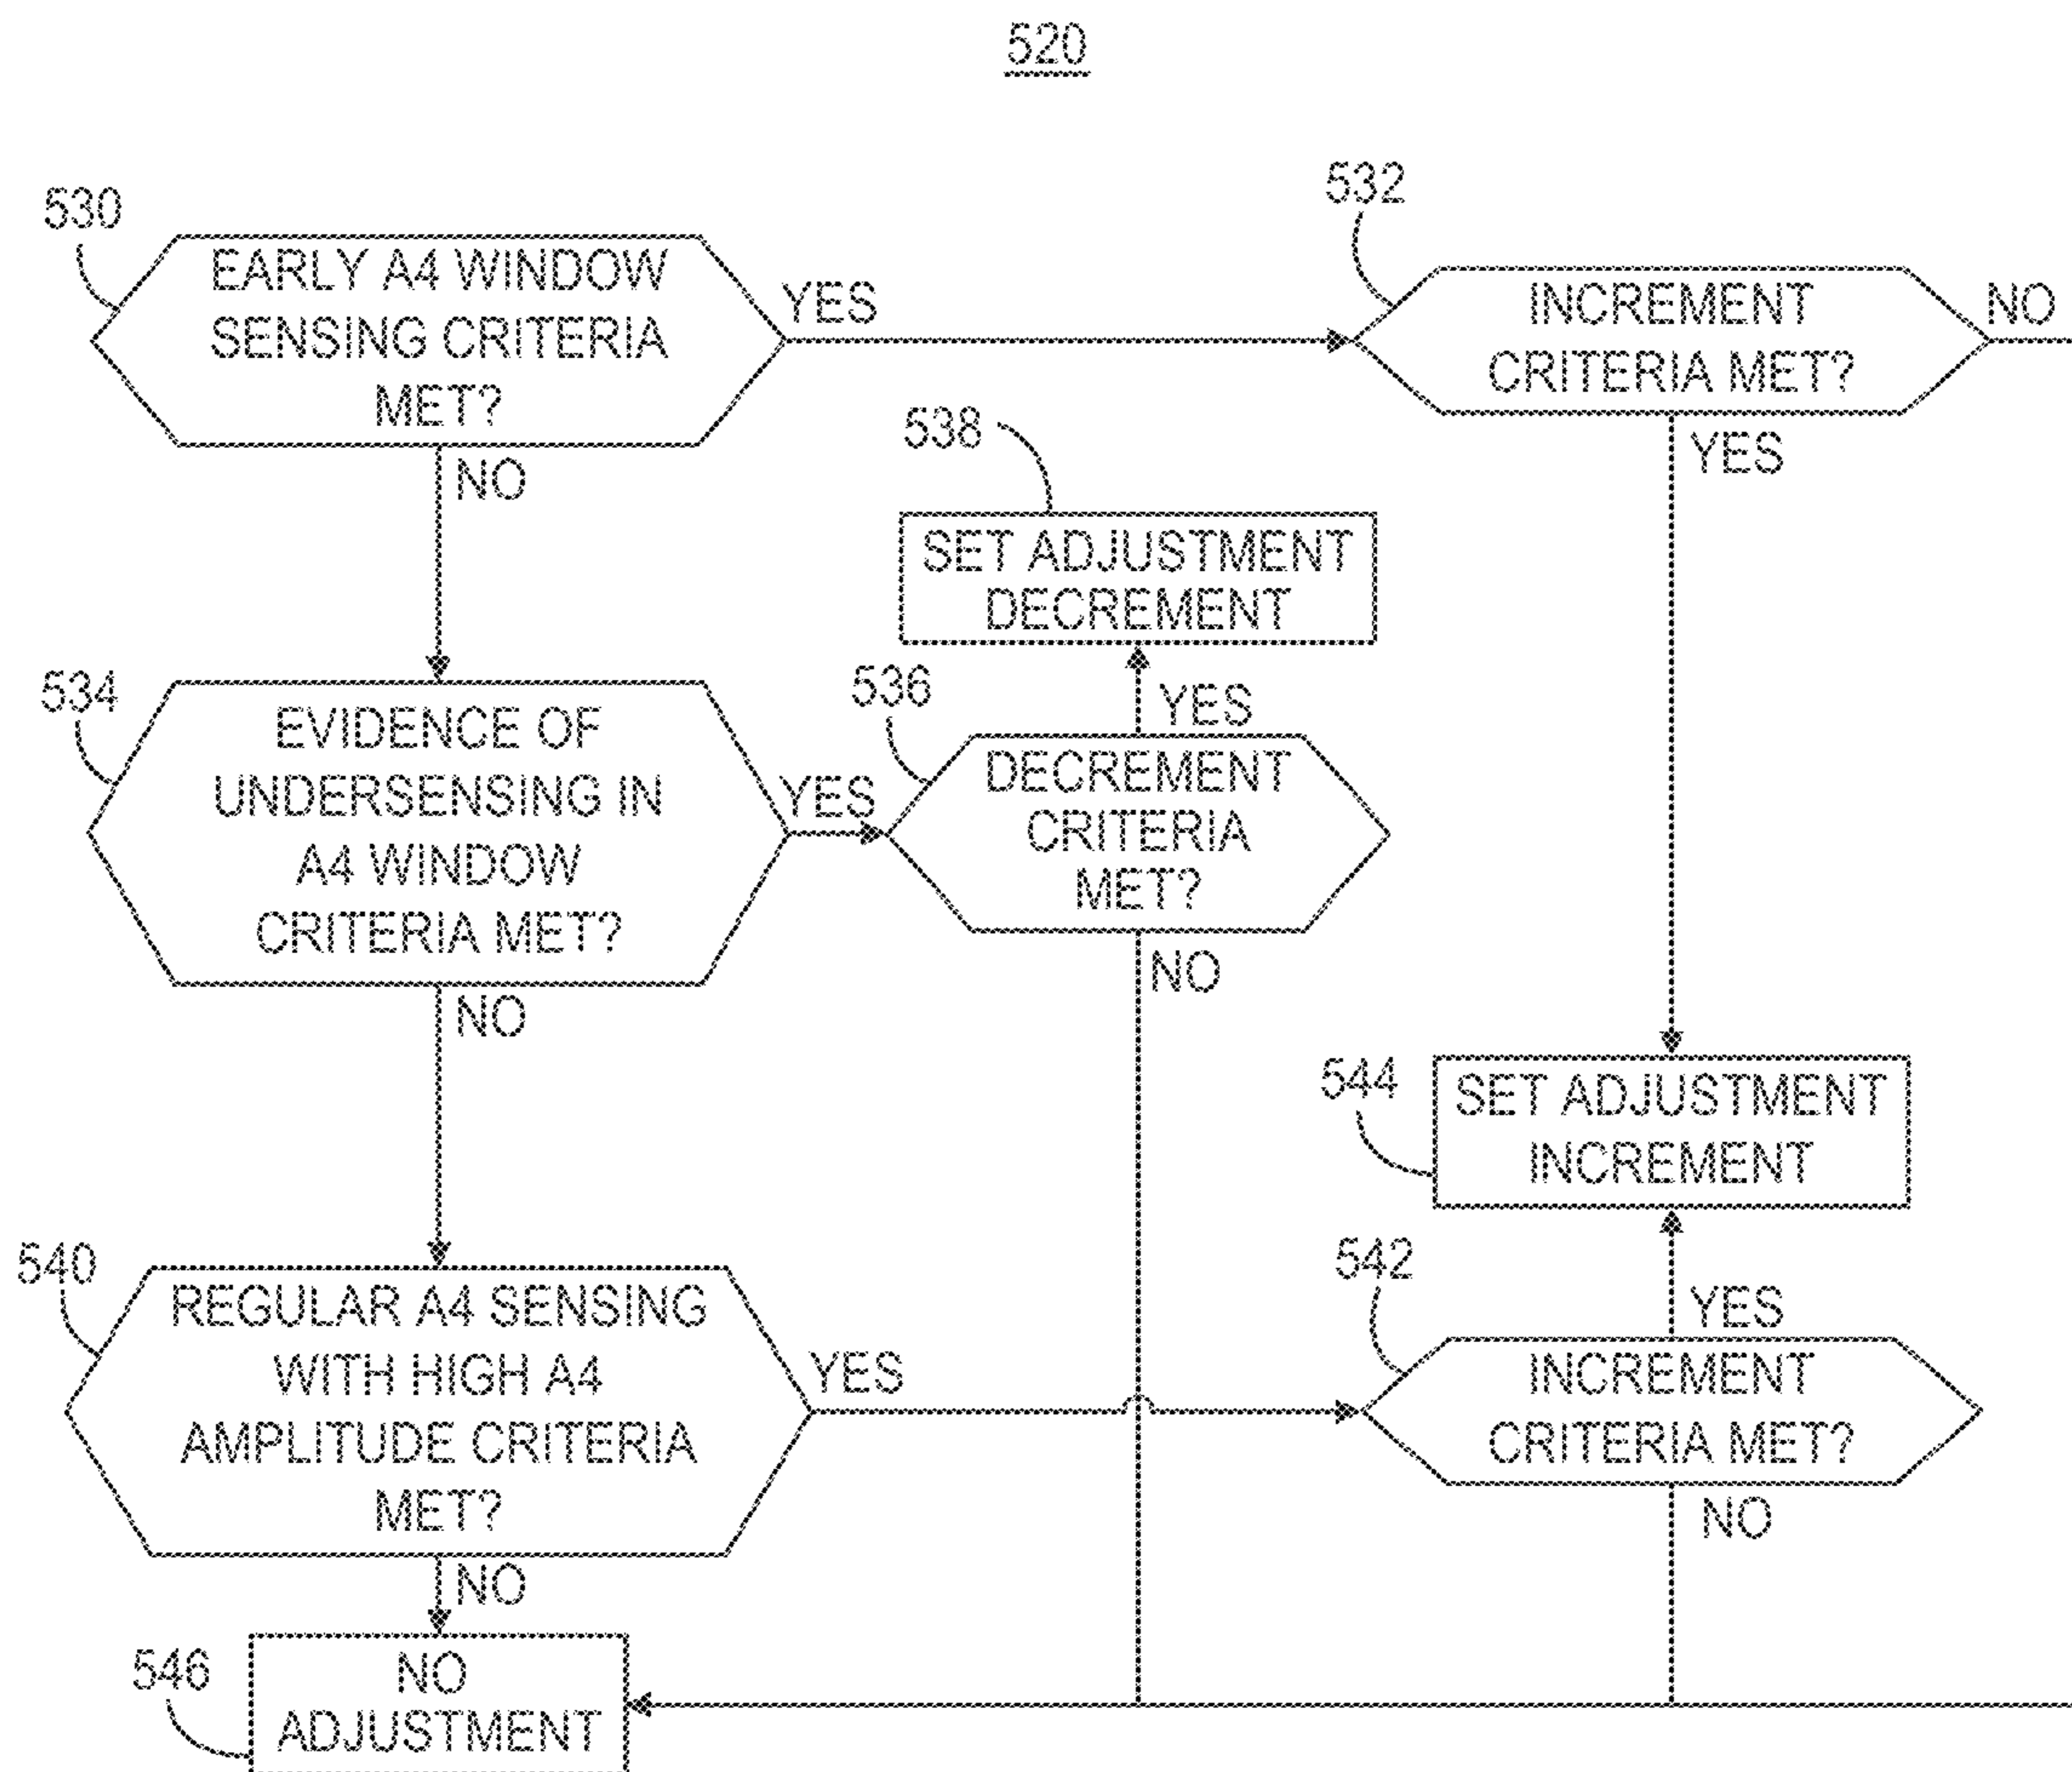 520
530
EARLY A4 WINDOW
SENSING CRITERIA
MET?
YES
NO
532
INCREMENT
CRITERIA MET?
NO
YES
538
SET ADJUSTMENT
DECREMENT
534
EVIDENCE OF
UNDERSENSING IN
A4 WINDOW
CRITERIA MET?
YES
NO
536
YES
DECREMENT
CRITERIA
MET?
NO
544
SET ADJUSTMENT
INCREMENT
540
REGULAR A4 SENSING
WITH HIGH A4
AMPLITUDE CRITERIA
MET?
YES
NO
542
YES
INCREMENT
CRITERIA MET?
NO
546
NO
ADJUSTMENT